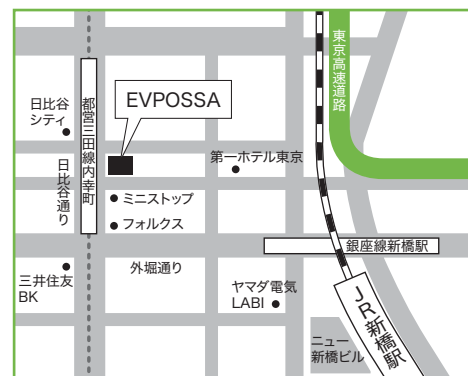 東京高速道路
都営三田線内幸町
日比谷
シティ
EVPOSSA
日比谷通り
第一ホテル東京
ミニストップ
フォルクス
銀座線新橋駅
外堀通り
三井住友
BK
ヤマダ電気
LABI
JR新橋駅
ニュー
新橋ビル